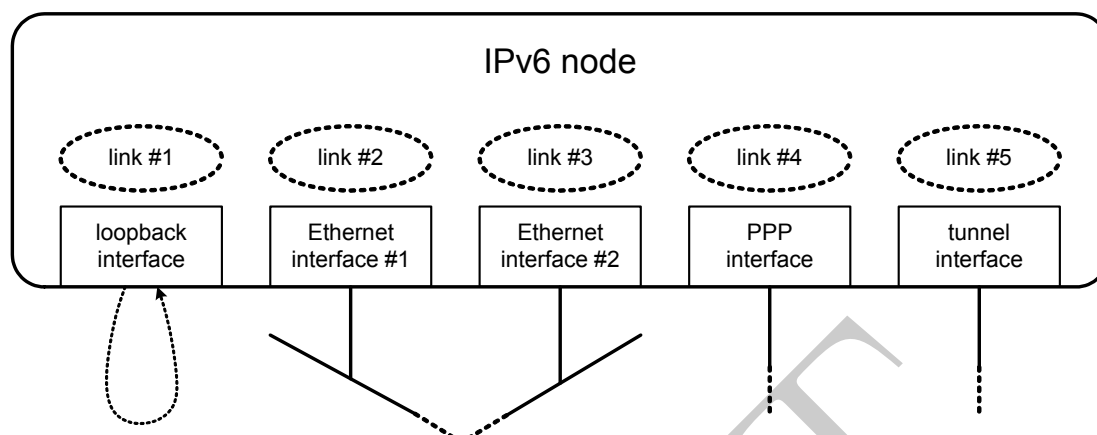 IPv6 node
link #1
link #2
link #3
link #4
link #5
loopback
interface
Ethernet
interface #1
Ethernet
interface #2
PPP
interface
tunnel
interface
T